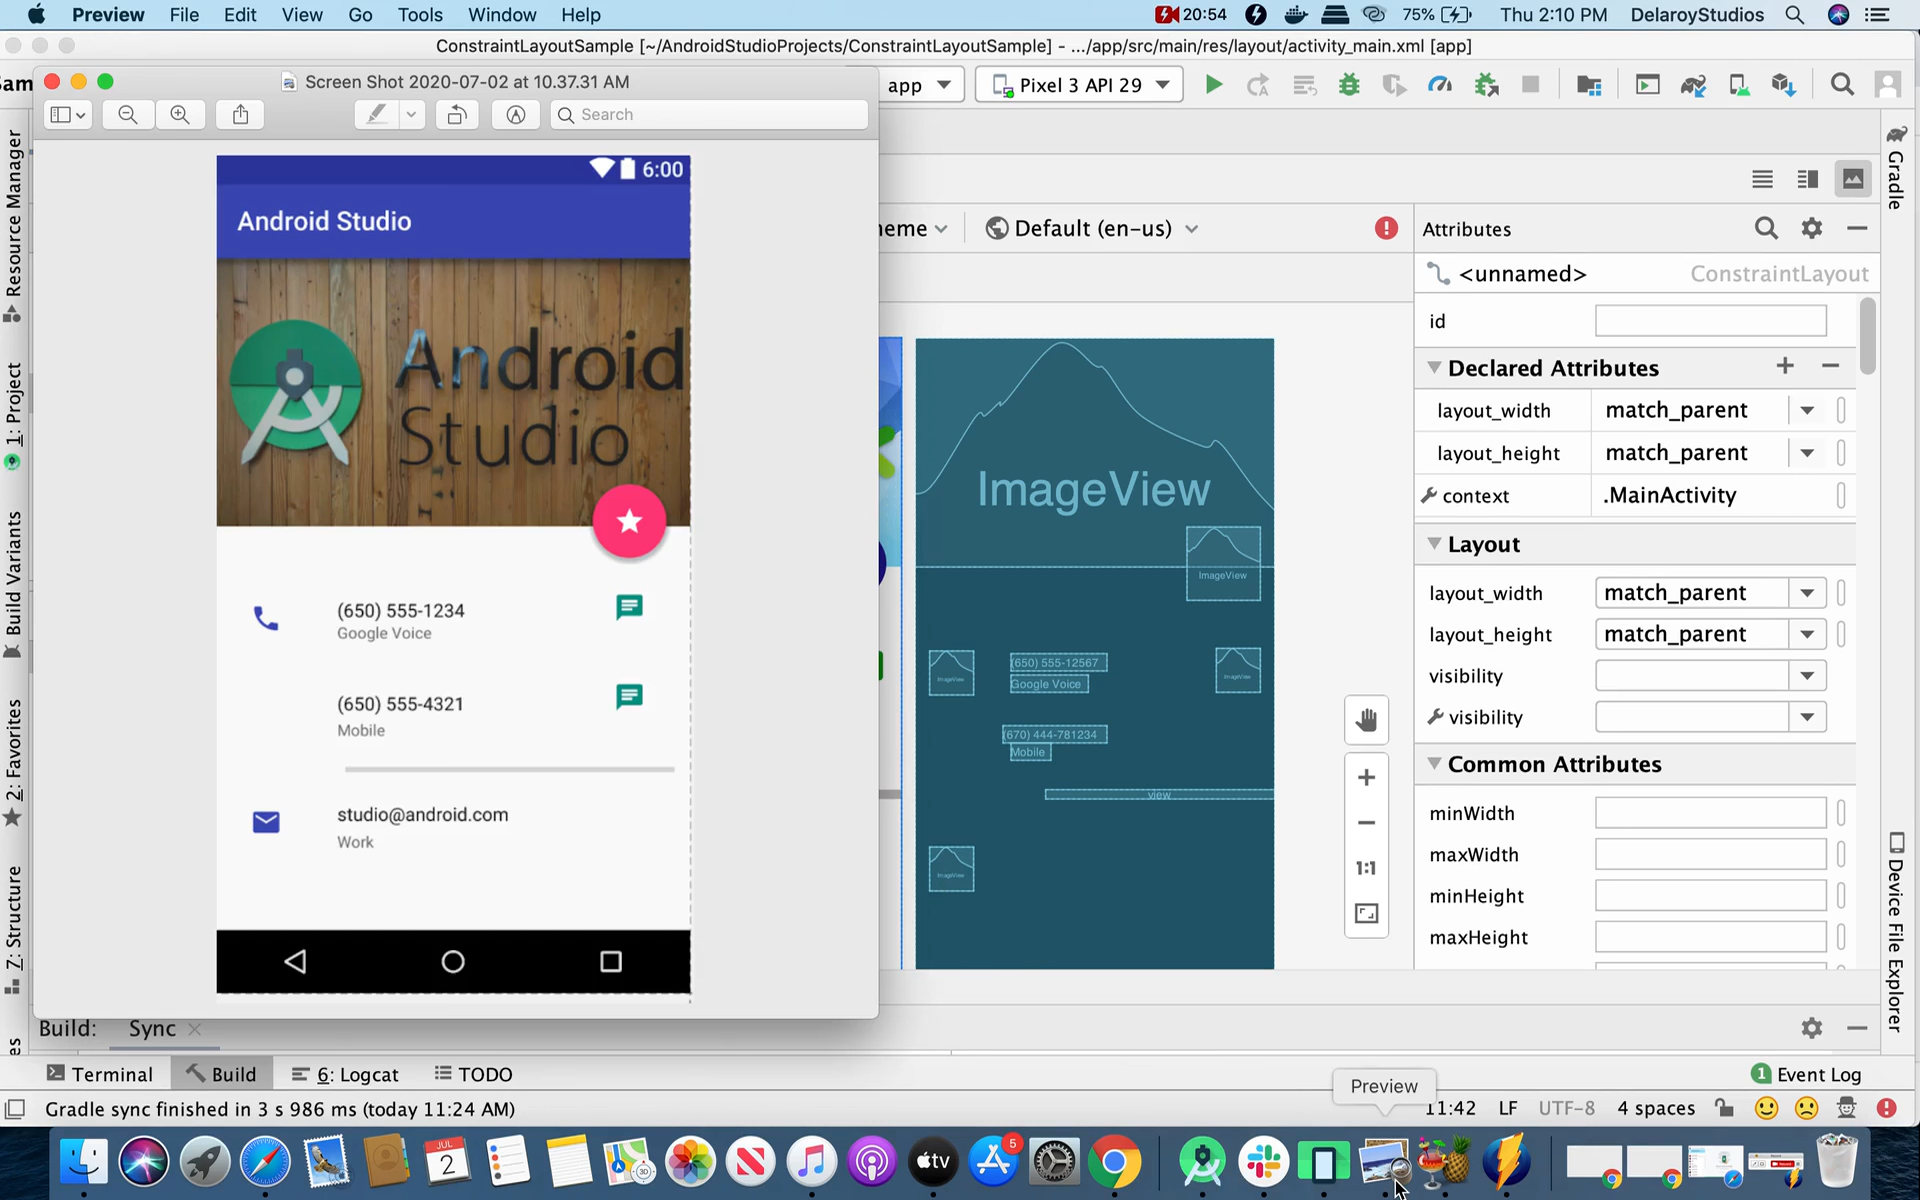 Preview File Edit View Go Tools Window Help 20:54 75% Thu 2:10 PM DelaroyStudios
ConstraintLayoutSample [~/AndroidStudioProjects/ConstraintLayoutSample] - .../app/src/main/res/layout/activity_main.xml [app]
Screen Shot 2020-07-02 at 10.37.31 AM
Search
app Pixel 3 API 29
6:00
Android Studio
Android
Studio
(650) 555-1234
Google Voice
(650) 555-4321
Mobile
studio@android.com
Work
Resource Manager
1: Project
Build Variants
2: Favorites
Z: Structure
Default (en-us)
ImageView
ImageView
ImageView
(650) 555-12567
Google Voice
ImageView
(670) 444-781234
Mobile
view
ImageView
1:1
Attributes
<unnamed> ConstraintLayout
id
Declared Attributes
layout_width match_parent
layout_height match_parent
context .MainActivity
Layout
layout_width match_parent
layout_height match_parent
visibility
visibility
Common Attributes
minWidth
maxWidth
minHeight
maxHeight
Gradle
Device File Explorer
Build: Sync
Terminal Build 6: Logcat TODO 1 Event Log
Preview
Gradle sync finished in 3 s 986 ms (today 11:24 AM) 11:42 LF UTF-8 4 spaces
JUL
2
3D
tv
5